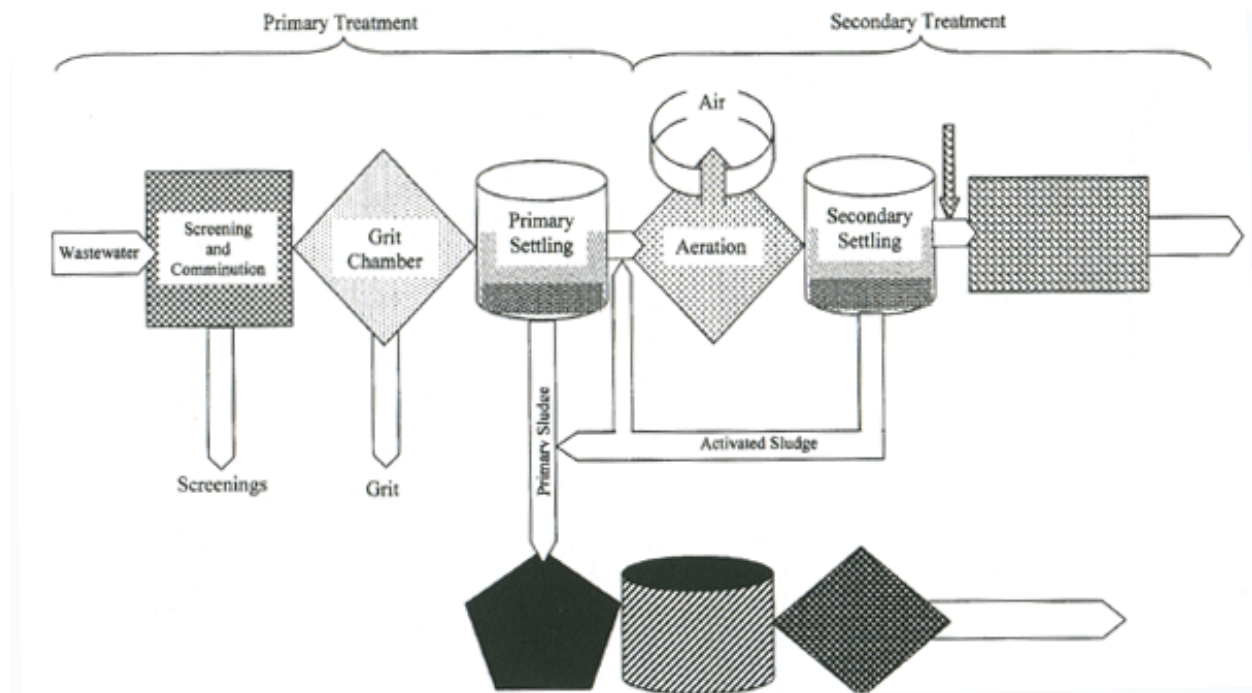 Primary Treatment
Secondary Treatment
Air
Wastewater
Screening
and
Comminution
Grit
Chamber
Primary
Settling
Aeration
Secondary
Settling
Primary Sludge
Activated Sludge
Screenings
Grit